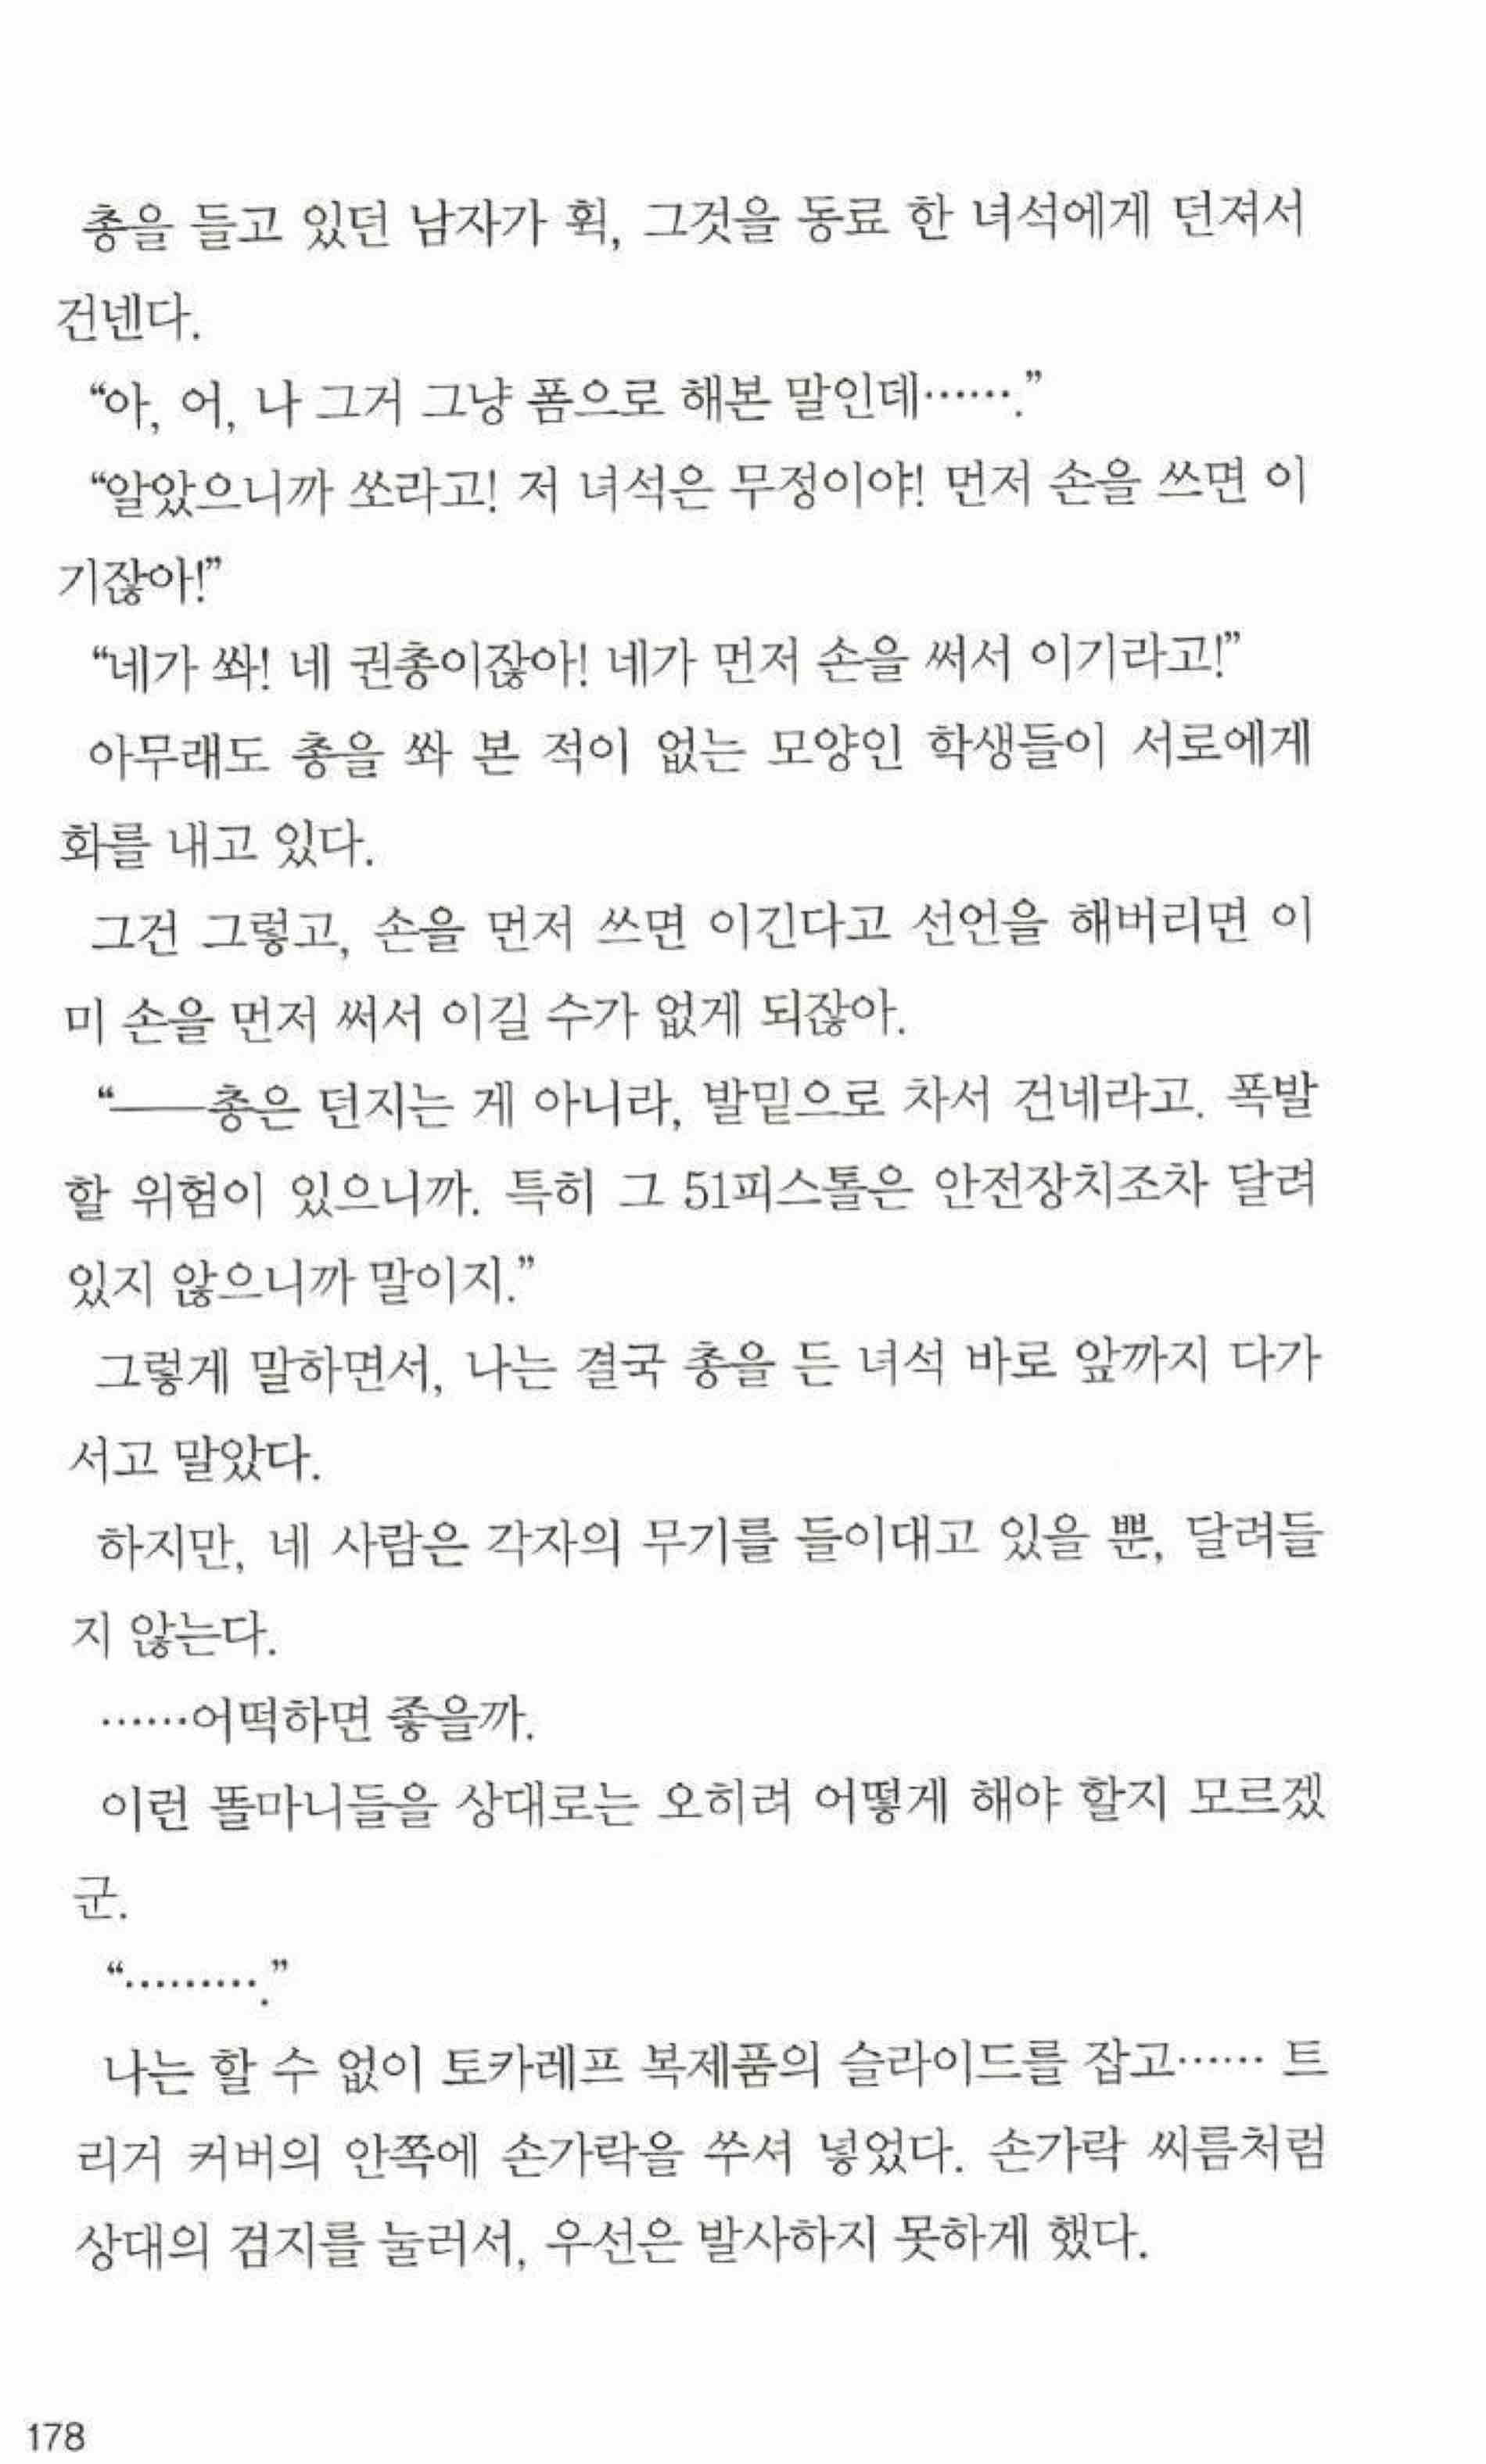 총을 들고 있던 남자가 휙, 그것을 동료 한 녀석에게 던져서
건넨다.
“아, 어, 나 그거 그냥 폼으로 해본 말인데…….”
“알았으니까 쏘라고! 저 녀석은 무정이야! 먼저 손을 쓰면 이
기잖아!”
“네가 쏴! 네 권총이잖아! 네가 먼저 손을 써서 이기라고!”
아무래도 총을 쏴 본 적이 없는 모양인 학생들이 서로에게
화를 내고 있다.
그건 그렇고, 손을 먼저 쓰면 이긴다고 선언을 해버리면 이
미 손을 먼저 써서 이길 수가 없게 되잖아.
“――총은 던지는 게 아니라, 발밑으로 차서 건네라고. 폭발
할 위험이 있으니까. 특히 그 51피스톨은 안전장치조차 달려
있지 않으니까 말이지.”
그렇게 말하면서, 나는 결국 총을 든 녀석 바로 앞까지 다가
서고 말았다.
하지만, 네 사람은 각자의 무기를 들이대고 있을 뿐, 달려들
지 않는다.
……어떡하면 좋을까.
이런 똘마니들을 상대로는 오히려 어떻게 해야 할지 모르겠
군.
“……….”
나는 할 수 없이 토카레프 복제품의 슬라이드를 잡고…… 트
리거 커버의 안쪽에 손가락을 쑤셔 넣었다. 손가락 씨름처럼
상대의 검지를 눌러서, 우선은 발사하지 못하게 했다.
178